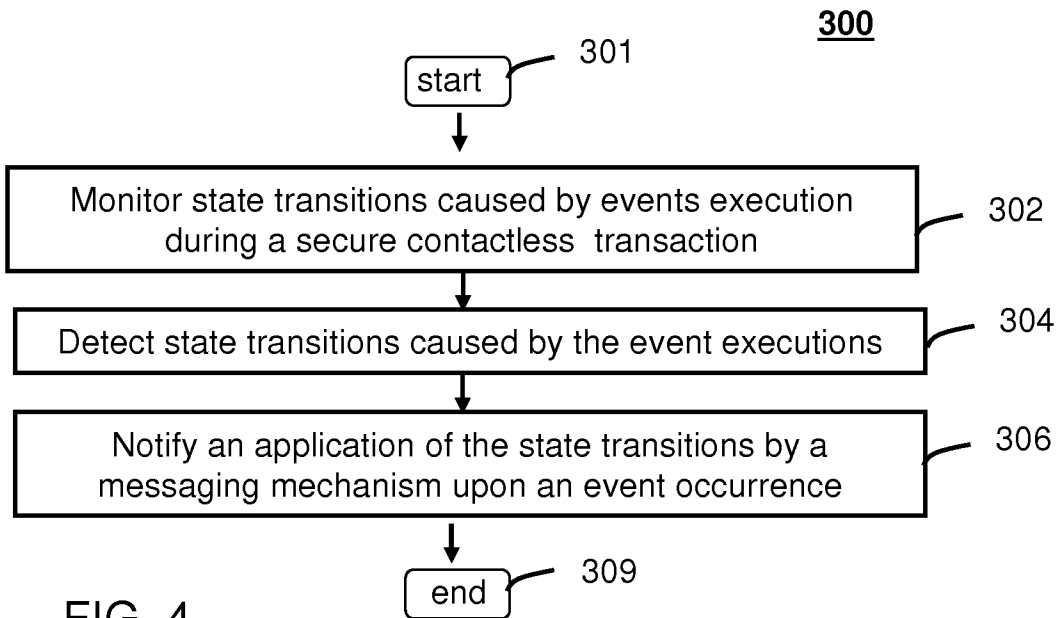 300
start
301
Monitor state transitions caused by events execution
during a secure contactless transaction
302
Detect state transitions caused by the event executions
304
Notify an application of the state transitions by a
messaging mechanism upon an event occurrence
306
end
309
FIG. 4